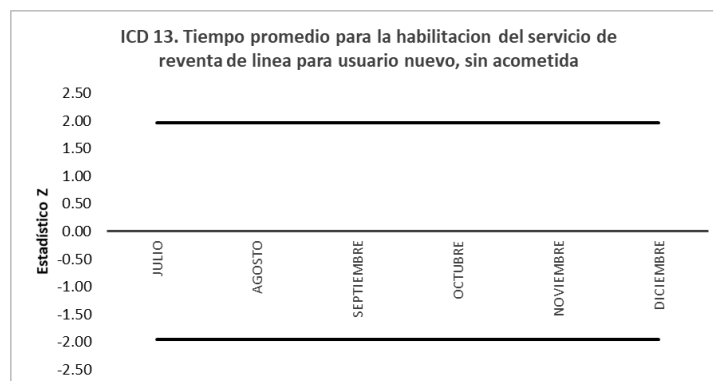 ICD 13. Tiempo promedio para la habilitacion del servicio de
reventa de linea para usuario nuevo, sin acometida
Estadístico Z
2.50
2.00
1.50
1.00
0.50
0.00
-0.50
-1.00
-1.50
-2.00
-2.50
JULIO
AGOSTO
SEPTIEMBRE
OCTUBRE
NOVIEMBRE
DICIEMBRE